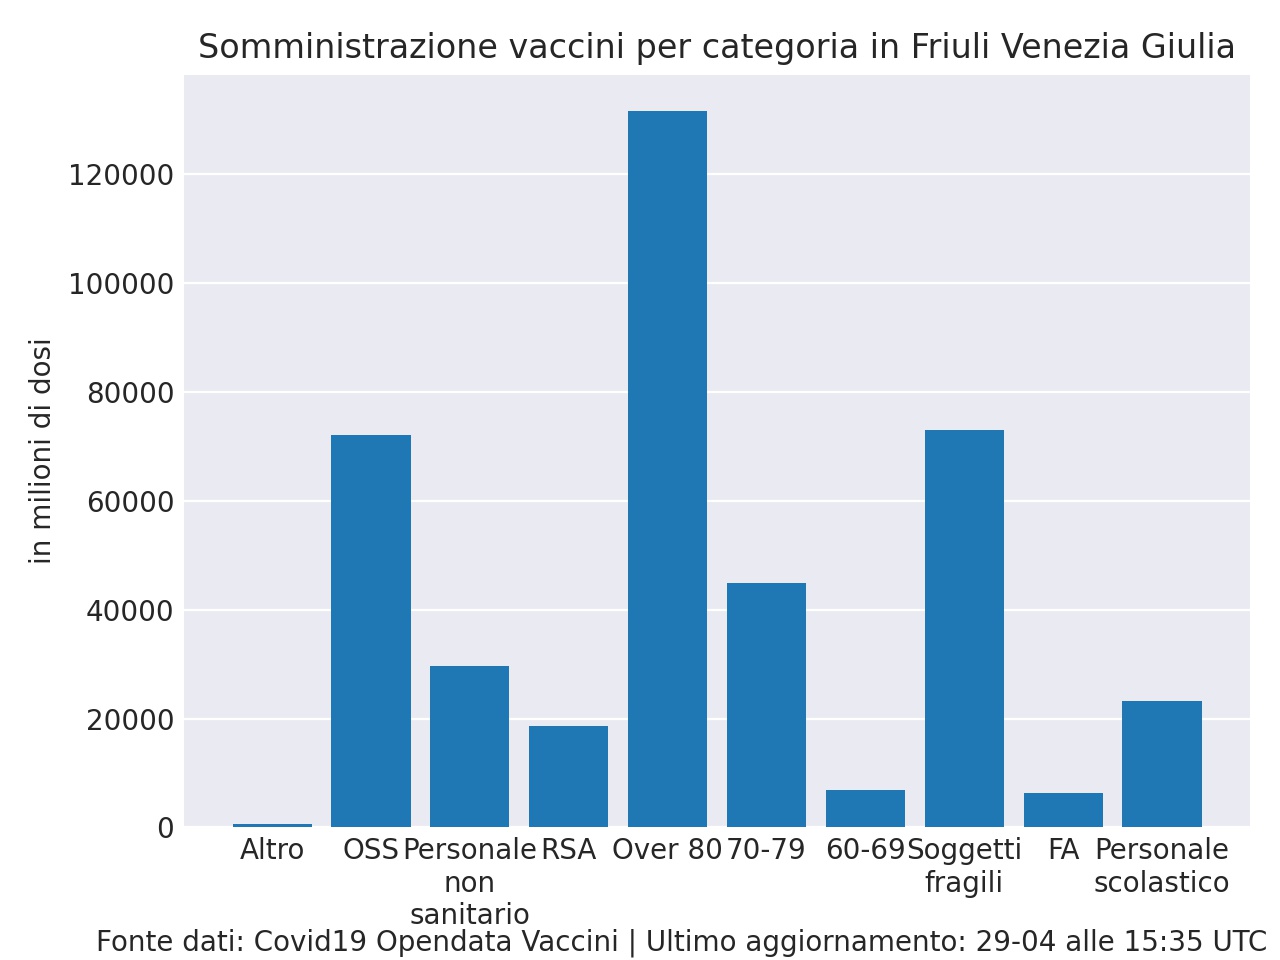 Somministrazione vaccini per categoria in Friuli Venezia Giulia
in milioni di dosi
120000
100000
80000
60000
40000
20000
0
Altro
OSS
Personale
non
sanitario
RSA
Over 80
70-79
60-69
Soggetti
fragili
FA
Personale
scolastico
Fonte dati: Covid19 Opendata Vaccini | Ultimo aggiornamento: 29-04 alle 15:35 UTC